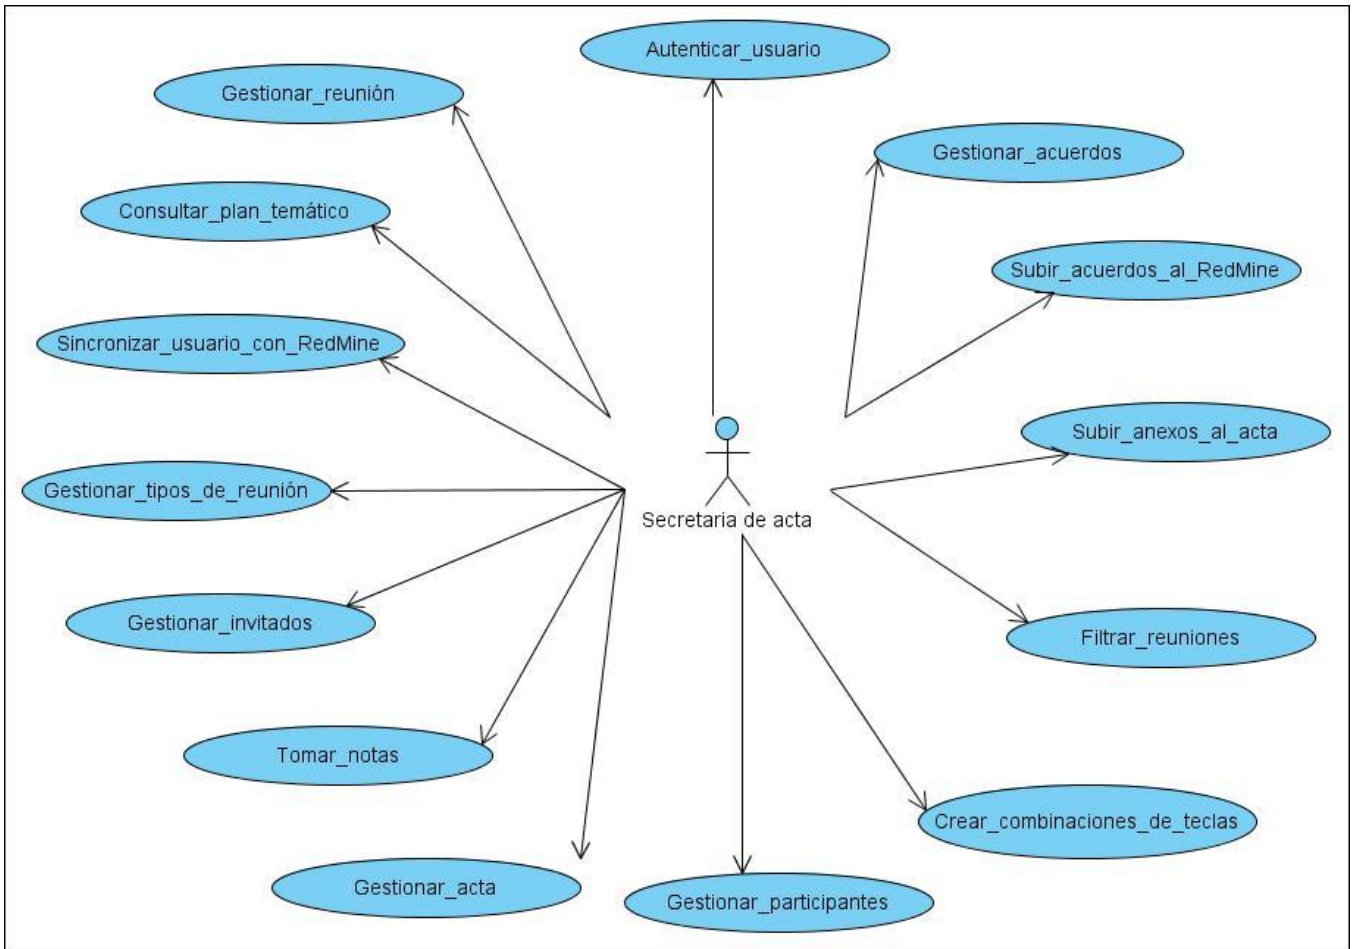 Autenticar_usuario
Gestionar_reunión
Gestionar_acuerdos
Consultar_plan_temático
Subir_acuerdos_al_RedMine
Sincronizar_usuario_con_RedMine
Subir_anexos_al_acta
Gestionar_tipos_de_reunión
Secretaria de acta
Gestionar_invitados
Filtrar_reuniones
Tomar_notas
Crear_combinaciones_de_teclas
Gestionar_acta
Gestionar_participantes